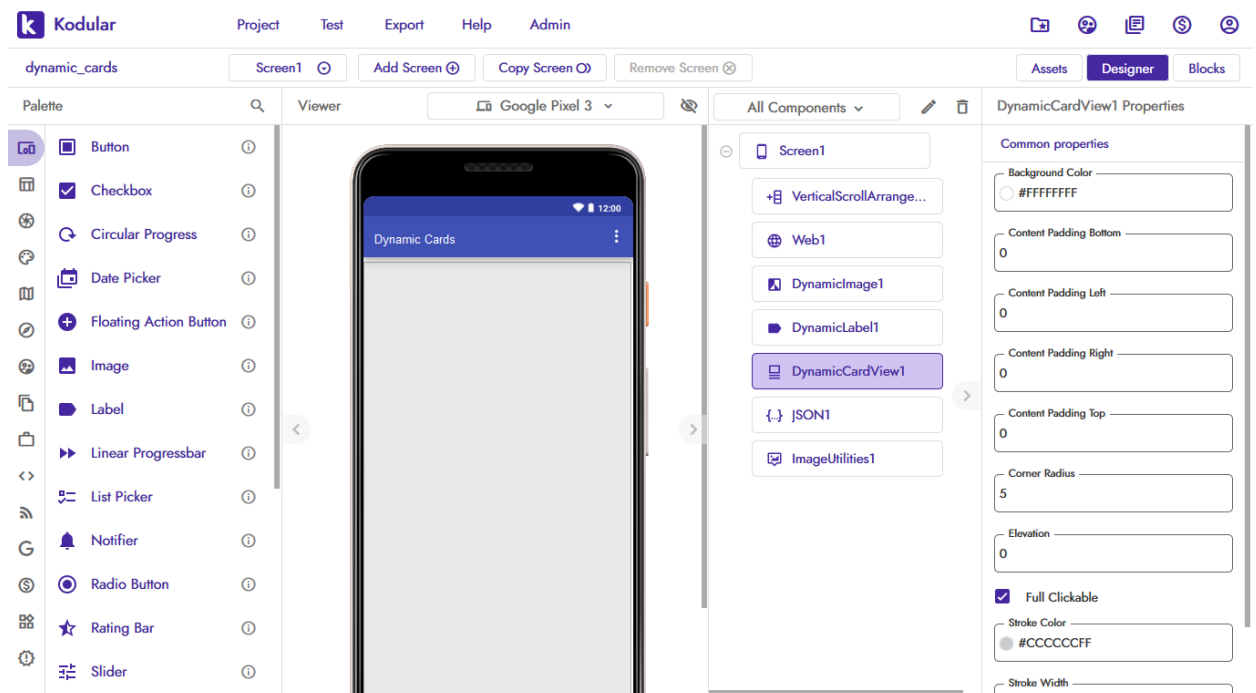 Kodular
Project Test Export Help Admin
dynamic_cards
Screen1
Add Screen
Copy Screen
Remove Screen
Assets
Designer
Blocks
Palette
Viewer
Google Pixel 3
All Components
DynamicCardView1 Properties
Button
Checkbox
Circular Progress
Date Picker
Floating Action Button
Image
Label
Linear Progressbar
List Picker
Notifier
Radio Button
Rating Bar
Slider
12:00
Dynamic Cards
Screen1
VerticalScrollArrange...
Web1
DynamicImage1
DynamicLabel1
DynamicCardView1
JSON1
ImageUtilities1
Common properties
Background Color
#FFFFFFFF
Content Padding Bottom
0
Content Padding Left
0
Content Padding Right
0
Content Padding Top
0
Corner Radius
5
Elevation
0
Full Clickable
Stroke Color
#CCCCCCFF
Stroke Width